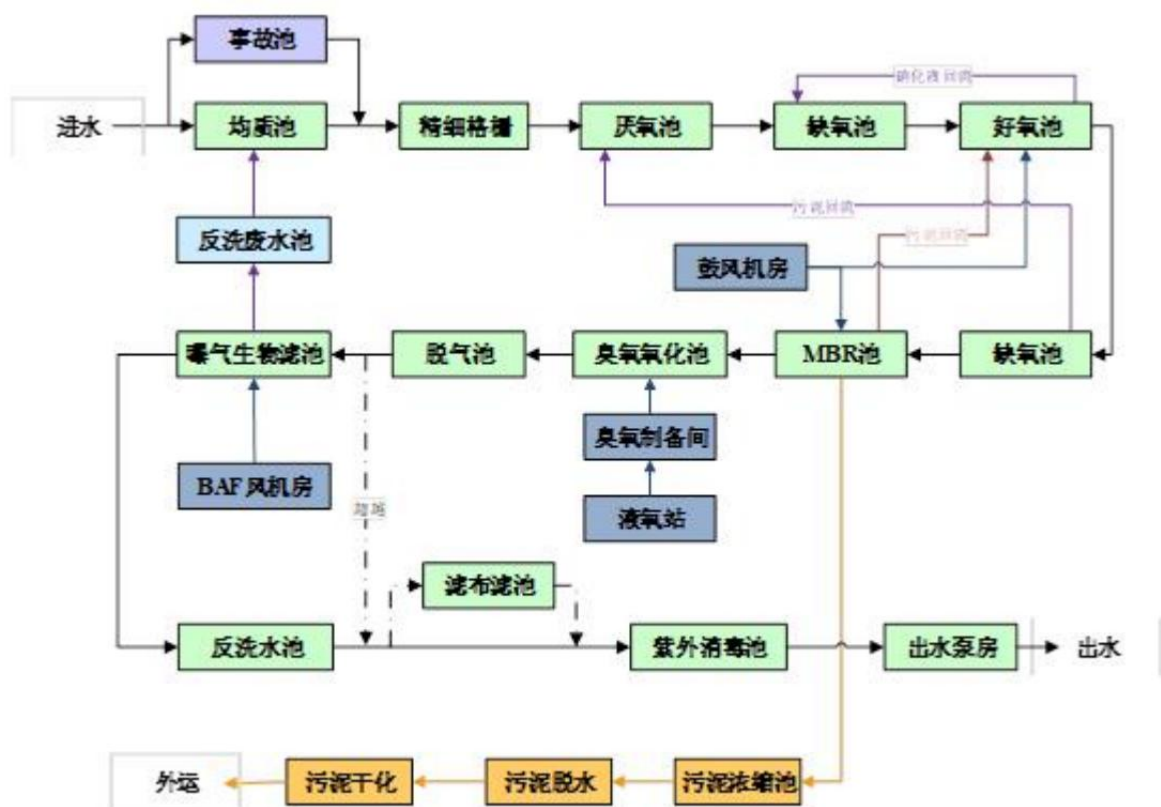 事故池
进水
均质池
精细格栅
厌氧池
缺氧池
好氧池
硝化液回流
反洗废水池
污泥回流
污泥回流
鼓风机房
曝气生物滤池
脱气池
臭氧氧化池
MBR池
缺氧池
臭氧制备间
BAF风机房
液氧站
超越
滤布滤池
反洗水池
紫外消毒池
出水泵房
出水
外运
污泥干化
污泥脱水
污泥浓缩池